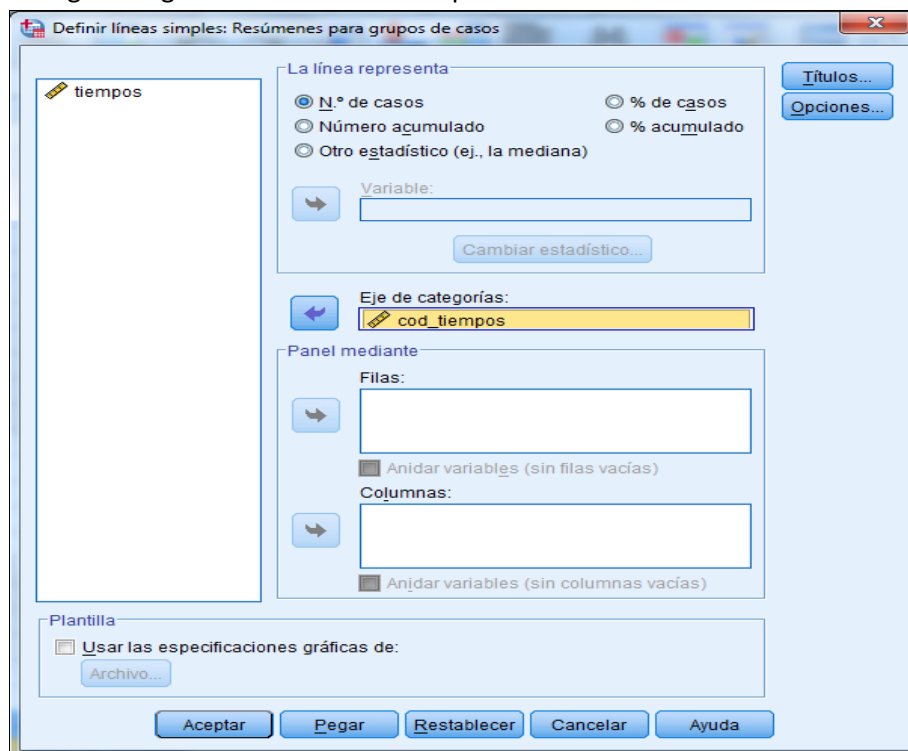 Definir líneas simples: Resúmenes para grupos de casos
tiempos
La línea representa
N.º de casos
% de casos
Número acumulado
% acumulado
Otro estadístico (ej., la mediana)
Variable:
Cambiar estadístico...
Títulos...
Opciones...
Eje de categorías:
cod_tiempos
Panel mediante
Filas:
Anidar variables (sin filas vacías)
Columnas:
Anidar variables (sin columnas vacías)
Plantilla
Usar las especificaciones gráficas de:
Archivo...
Aceptar
Pegar
Restablecer
Cancelar
Ayuda